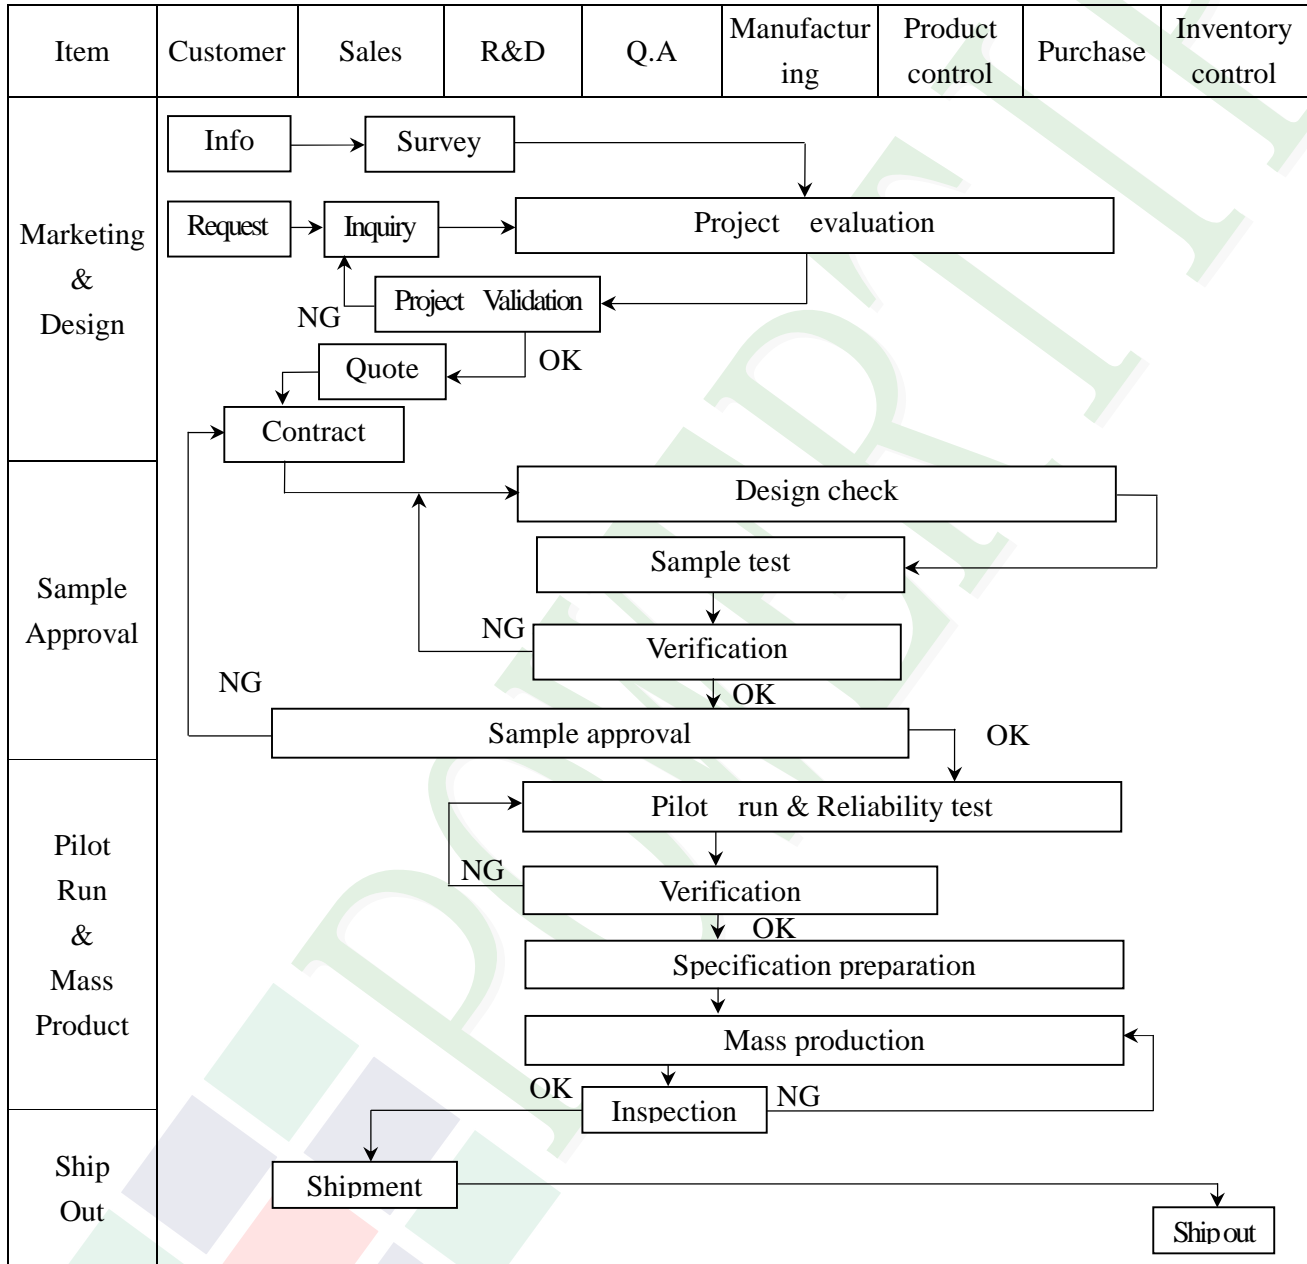 Item
Customer
Sales
R&D
Q.A
Manufactur
ing
Product
control
Purchase
Inventory
control
Marketing
&
Design
Info
Survey
Request
Inquiry
Project evaluation
Project Validation
NG
OK
Quote
Contract
Sample
Approval
Design check
Sample test
NG
Verification
NG
OK
Sample approval
OK
Pilot
Run
&
Mass
Product
Pilot run & Reliability test
NG
Verification
OK
Specification preparation
Mass production
OK
Inspection
NG
Ship
Out
Shipment
Ship out
POWERTIP